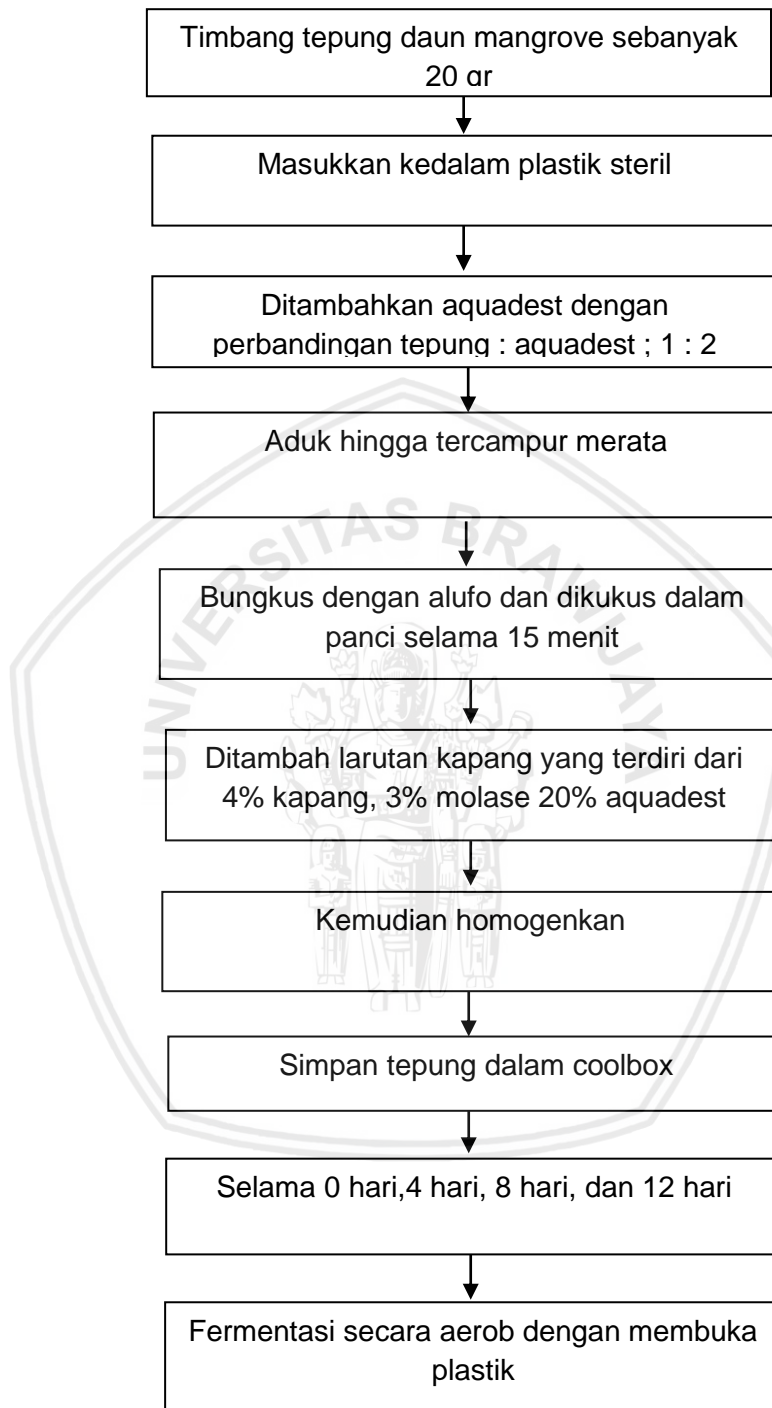 Timbang tepung daun mangrove sebanyak
20 gr
Masukkan kedalam plastik steril
Ditambahkan aquadest dengan
perbandingan tepung : aquadest ; 1 : 2
Aduk hingga tercampur merata
UNIVERSITAS BRAWIJAYA
Bungkus dengan alufo dan dikukus dalam
panci selama 15 menit
Ditambah larutan kapang yang terdiri dari
4% kapang, 3% molase 20% aquadest
Kemudian homogenkan
Simpan tepung dalam coolbox
Selama 0 hari,4 hari, 8 hari, dan 12 hari
Fermentasi secara aerob dengan membuka
plastik